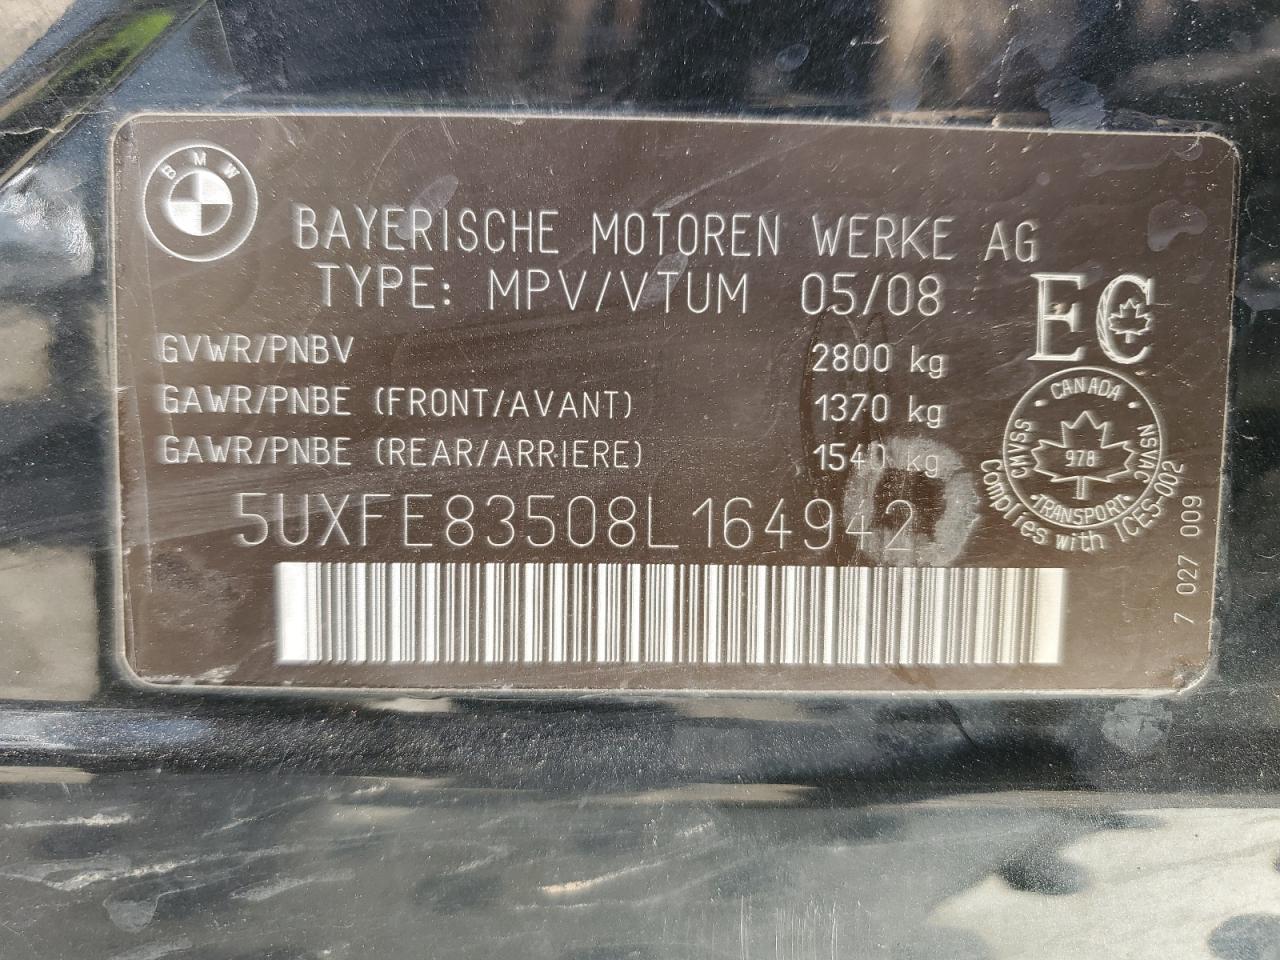 BMW
BAYERISCHE MOTOREN WERKE AG
TYPE: MPV/VTUM 05/08
EC
GVWR/PNBV 2800 kg
GAWR/PNBE (FRONT/AVANT) 1370 kg
GAWR/PNBE (REAR/ARRIERE) 1540 kg
CANADA
CMVSS
978
NSVAC
TRANSPORT
Complies with ICES-002
5UXFE83508L164942
7 027 009